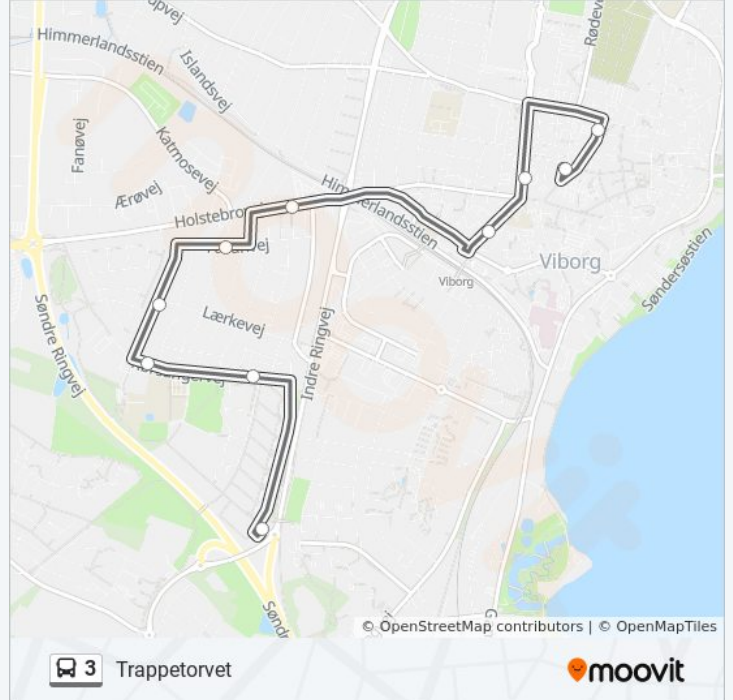 Himmerlandsstien
Islandsvej
Fanøvej
Katmosevej
Ærøvej
Himmerlandsstien
Viborg
Søndersøstien
Viborg
Lærkevej
Søndre Ringvej
Indre Ringvej
© OpenStreetMap contributors | © OpenMapTiles
3 Trappetorvet
moovit